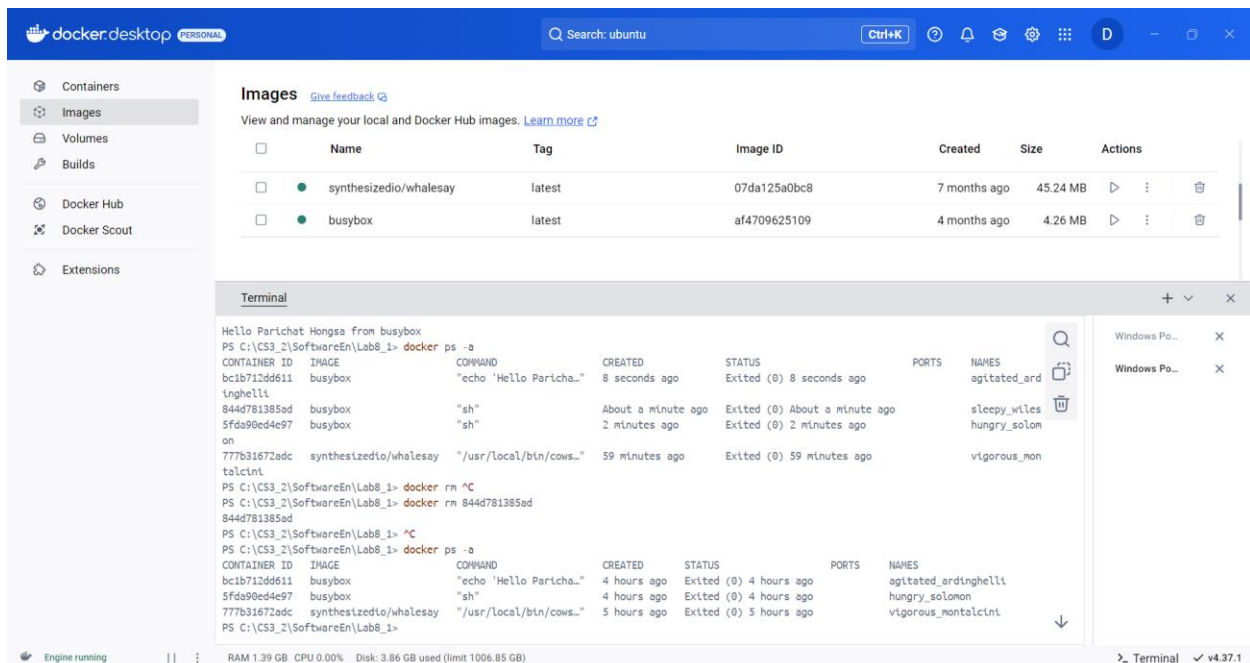 docker.desktop PERSONAL Search: ubuntu Ctrl+K D
Containers
Images
Volumes
Builds
Docker Hub
Docker Scout
Extensions
Images Give feedback
View and manage your local and Docker Hub images. Learn more
Name Tag Image ID Created Size Actions
synthesizedio/whalesay latest 07da125a0bc8 7 months ago 45.24 MB
busybox latest af4709625109 4 months ago 4.26 MB
Terminal
Hello Parichat Hongsa from busybox
PS C:\CS3_2\SoftwareEn\Lab8_1> docker ps -a
CONTAINER ID IMAGE COMMAND CREATED STATUS PORTS NAMES
bc1b712dd611 busybox "echo 'Hello Paricha…" 8 seconds ago Exited (0) 8 seconds ago agitated_ard
inghelli
844d781385ad busybox "sh" About a minute ago Exited (0) About a minute ago sleepy_wiles
5fda90ed4e97 busybox "sh" 2 minutes ago Exited (0) 2 minutes ago hungry_solom
on
777b31672adc synthesizedio/whalesay "/usr/local/bin/cows…" 59 minutes ago Exited (0) 59 minutes ago vigorous_mon
talcini
PS C:\CS3_2\SoftwareEn\Lab8_1> docker rm ^C
PS C:\CS3_2\SoftwareEn\Lab8_1> docker rm 844d781385ad
844d781385ad
PS C:\CS3_2\SoftwareEn\Lab8_1> ^C
PS C:\CS3_2\SoftwareEn\Lab8_1> docker ps -a
CONTAINER ID IMAGE COMMAND CREATED STATUS PORTS NAMES
bc1b712dd611 busybox "echo 'Hello Paricha…" 4 hours ago Exited (0) 4 hours ago agitated_ardinghelli
5fda90ed4e97 busybox "sh" 4 hours ago Exited (0) 4 hours ago hungry_solomon
777b31672adc synthesizedio/whalesay "/usr/local/bin/cows…" 5 hours ago Exited (0) 5 hours ago vigorous_montalcini
PS C:\CS3_2\SoftwareEn\Lab8_1>
Windows Po...
Windows Po...
Engine running RAM 1.39 GB CPU 0.00% Disk: 3.86 GB used (limit 1006.85 GB) Terminal v4.37.1